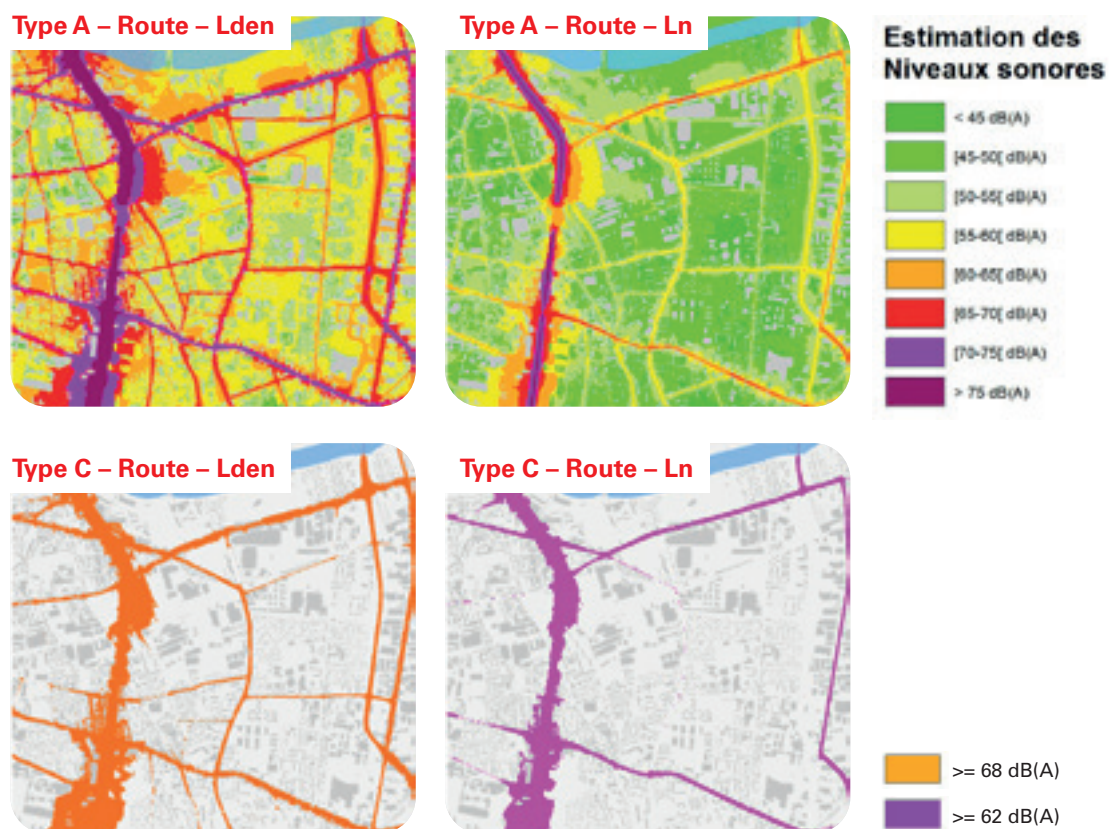 Type A – Route – Lden
Type A – Route – Ln
Estimation des
Niveaux sonores
< 45 dB(A)
[45-50[ dB(A)
[50-55[ dB(A)
[55-60[ dB(A)
[60-65[ dB(A)
[65-70[ dB(A)
[70-75[ dB(A)
> 75 dB(A)
Type C – Route – Lden
Type C – Route – Ln
>= 68 dB(A)
>= 62 dB(A)